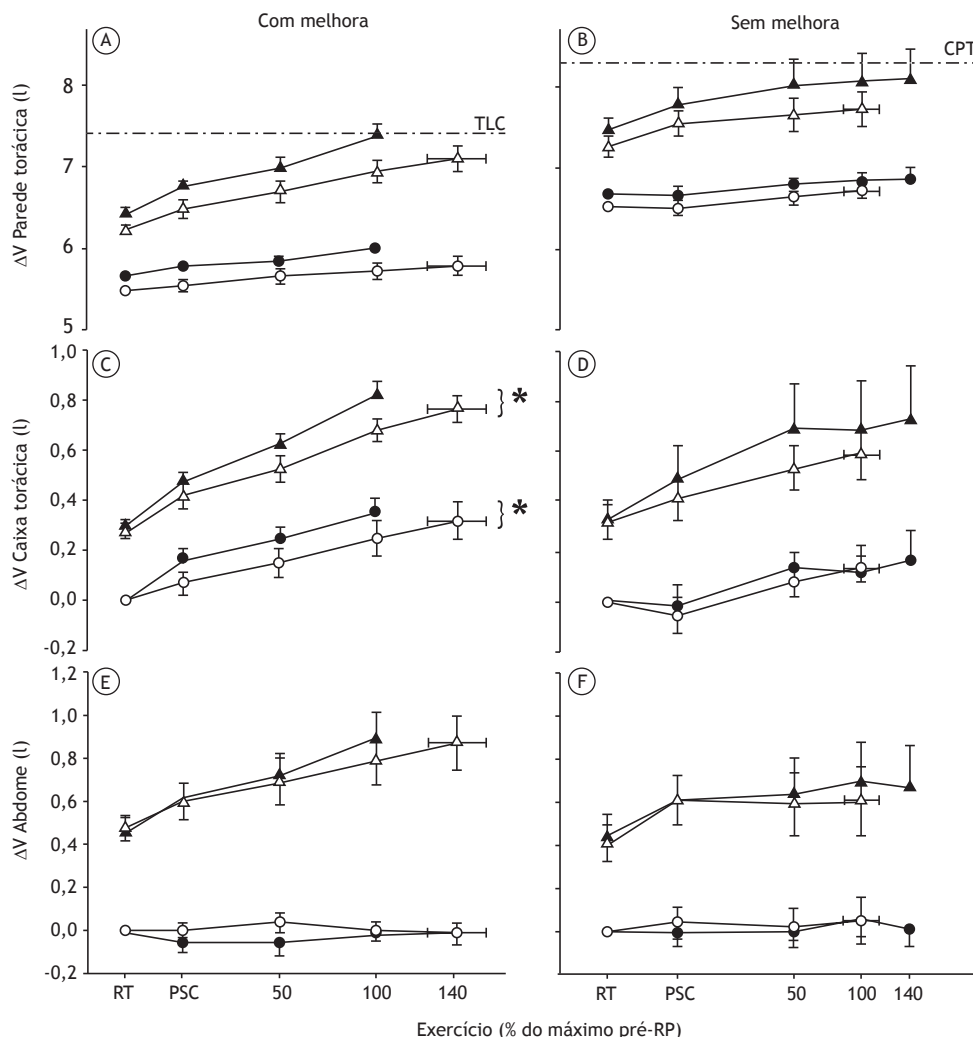 Com melhora
Sem melhora
A
B
ΔV Parede torácica (l)
8
7
6
5
TLC
CPT
C
D
ΔV Caixa torácica (l)
1,0
0,8
0,6
0,4
0,2
0,0
-0,2
*
*
E
F
ΔV Abdome (l)
1,2
1,0
0,8
0,6
0,4
0,2
0,0
-0,2
RT PSC 50 100 140
RT PSC 50 100 140
Exercício (% do máximo pré-RP)